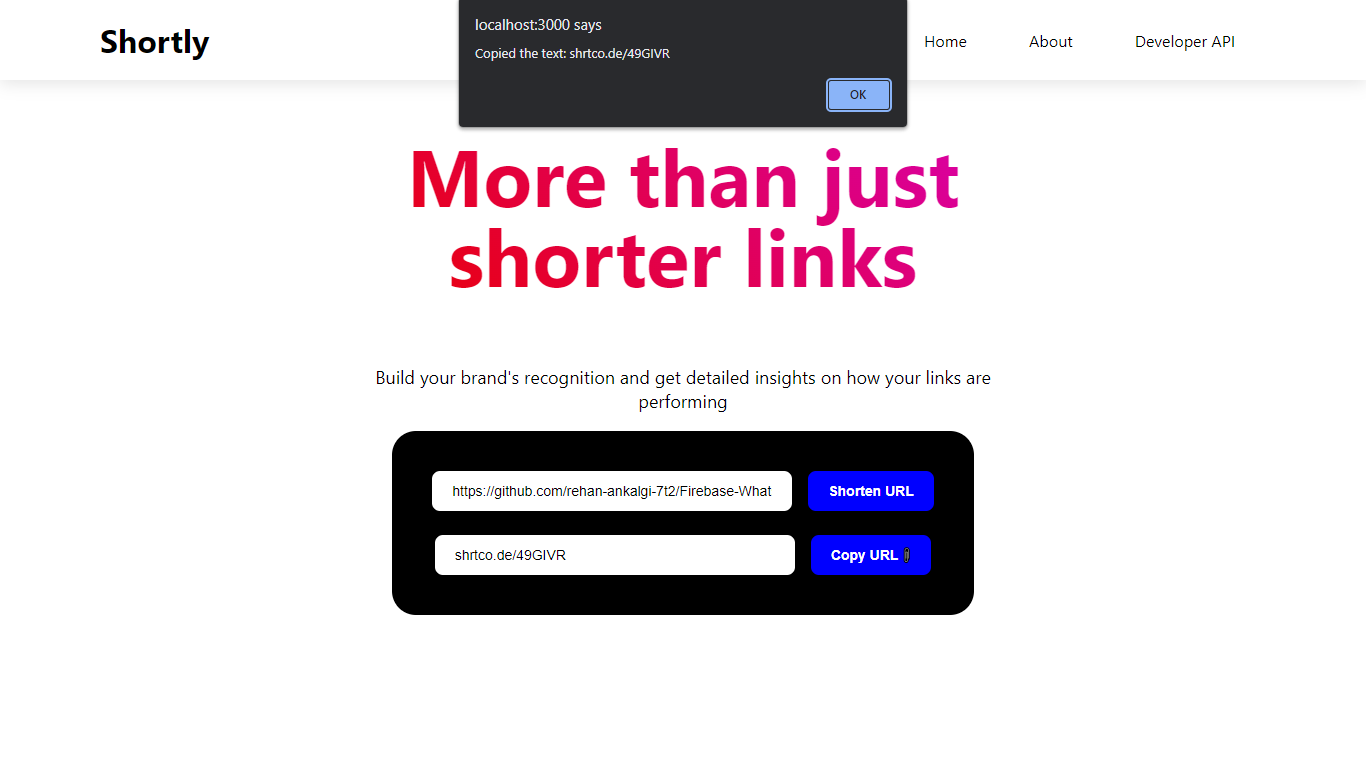 Shortly
localhost:3000 says
Copied the text: shrtco.de/49GIVR
OK
Home
About
Developer API
More than just
shorter links
Build your brand's recognition and get detailed insights on how your links are
performing
https://github.com/rehan-ankalgi-7t2/Firebase-What
Shorten URL
shrtco.de/49GIVR
Copy URL